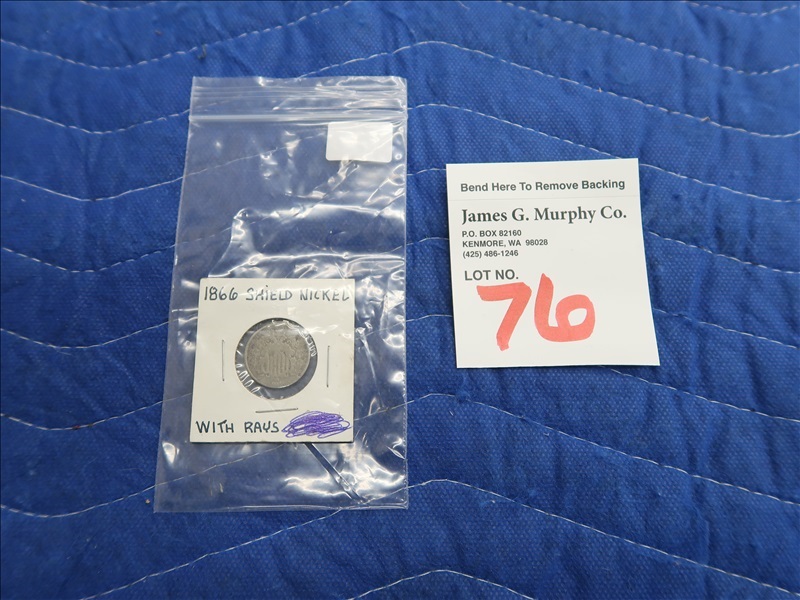 1866 SHIELD NICKEL
WITH RAYS
Bend Here To Remove Backing
James G. Murphy Co.
P.O. BOX 82160
KENMORE, WA 98028
(425) 486-1246
LOT NO.
76